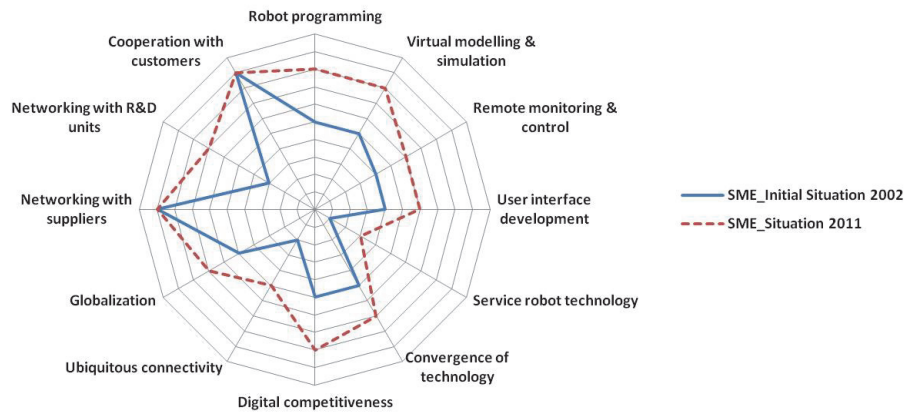 Robot programming
Cooperation with
customers
Virtual modelling &
simulation
Networking with R&D
units
Remote monitoring &
control
Networking with
suppliers
User interface
development
SME_Initial Situation 2002
SME_Situation 2011
Globalization
Service robot technology
Ubiquitous connectivity
Convergence of
technology
Digital competitiveness